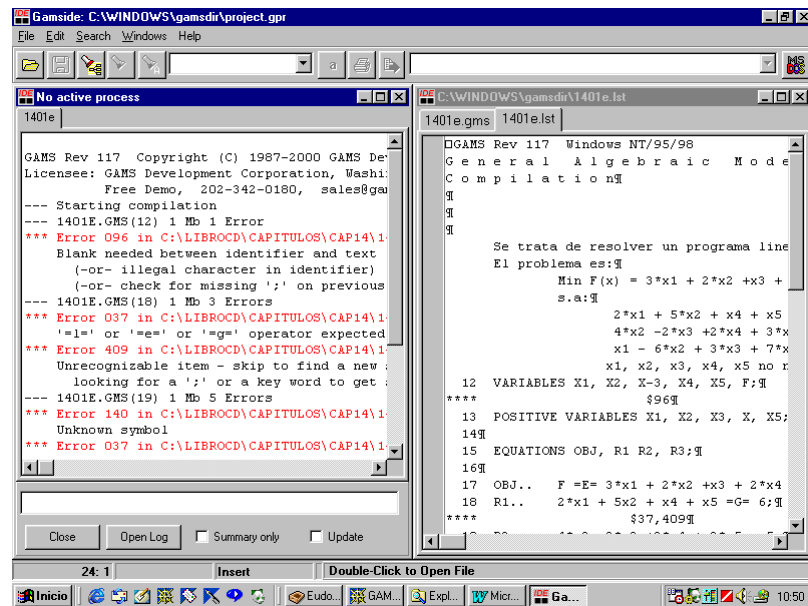 Gamside: C:\WINDOWS\gamsdir\project.gpr
File Edit Search Windows Help
a
MS DOS
IDE No active process
1401e
GAMS Rev 117 Copyright (C) 1987-2000 GAMS De
Licensee: GAMS Development Corporation, Washi
Free Demo, 202-342-0180, sales@ga
--- Starting compilation
--- 1401E.GMS(12) 1 Mb 1 Error
*** Error 096 in C:\LIBROCD\CAPITULOS\CAP14\1
Blank needed between identifier and text
(-or- illegal character in identifier)
(-or- check for missing ';' on previous
--- 1401E.GMS(18) 1 Mb 3 Errors
*** Error 037 in C:\LIBROCD\CAPITULOS\CAP14\1
'=l=' or '=e=' or '=g=' operator expected
*** Error 409 in C:\LIBROCD\CAPITULOS\CAP14\1
Unrecognizable item - skip to find a new
looking for a ';' or a key word to get
--- 1401E.GMS(19) 1 Mb 5 Errors
*** Error 140 in C:\LIBROCD\CAPITULOS\CAP14\1
Unknown symbol
*** Error 037 in C:\LIBROCD\CAPITULOS\CAP14\1
Close Open Log Summary only Update
IDE C:\WINDOWS\gamsdir\1401e.lst
1401e.gms 1401e.lst
GAMS Rev 117 Windows NT/95/98
G e n e r a l A l g e b r a i c M o d e
C o m p i l a t i o n¶
¶
¶
¶
Se trata de resolver un programa line
El problema es:¶
Min F(x) = 3*x1 + 2*x2 +x3 +
s.a:¶
2*x1 + 5*x2 + x4 + x5
4*x2 -2*x3 +2*x4 + 3*x
x1 - 6*x2 + 3*x3 + 7*x
x1, x2, x3, x4, x5 no
12 VARIABLES X1, X2, X-3, X4, X5, F;¶
**** $96¶
13 POSITIVE VARIABLES X1, X2, X3, X, X5;
14¶
15 EQUATIONS OBJ, R1 R2, R3;¶
16¶
17 OBJ.. F =E= 3*x1 + 2*x2 +x3 + 2*x4
18 R1.. 2*x1 + 5x2 + x4 + x5 =G= 6;¶
**** $37,409¶
24: 1 Insert Double-Click to Open File
Inicio Eudo... GAM... Expl... Micr... Ga... 10:50